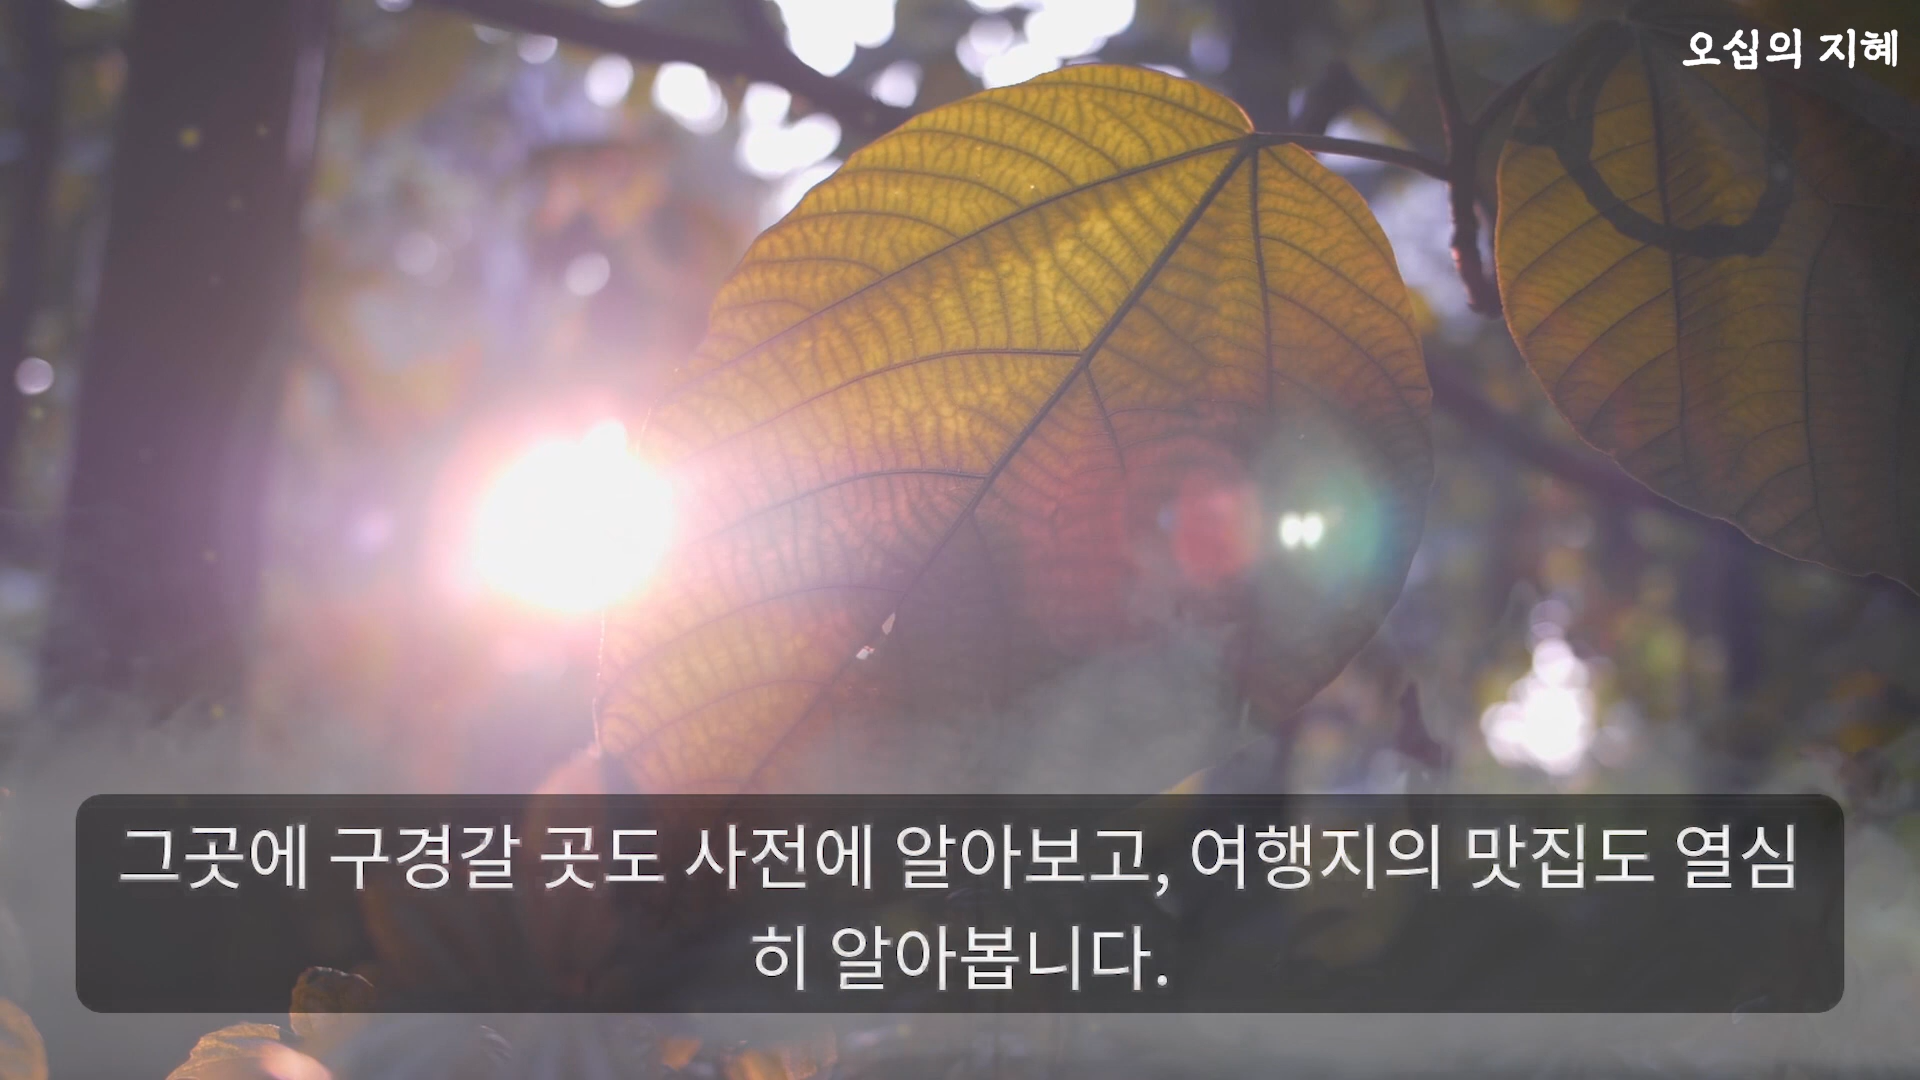 오십의 지혜
그곳에 구경갈 곳도 사전에 알아보고, 여행지의 맛집도 열심
히 알아봅니다.